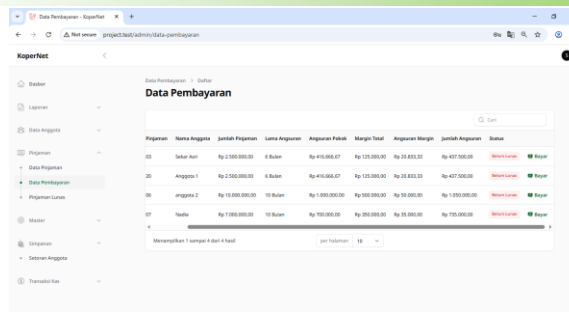 Data Pembayaran - KoperNet
Not secure project.test/admin/data-pembayaran
KoperNet
Dasbor
Laporan
Data Anggota
Pinjaman
Data Pinjaman
Data Pembayaran
Pinjaman Lunas
Master
Simpanan
Setoran Anggota
Transaksi Kas
Data Pembayaran > Daftar
Data Pembayaran
Cari
Pinjaman Nama Anggota Jumlah Pinjaman Lama Angsuran Angsuran Pokok Margin Total Angsuran Margin Jumlah Angsuran Status
03 Sekar Asri Rp 2.500.000,00 6 Bulan Rp 416.666,67 Rp 125.000,00 Rp 20.833,33 Rp 437.500,00 Belum Lunas Bayar
20 Anggota 1 Rp 2.500.000,00 6 Bulan Rp 416.666,67 Rp 125.000,00 Rp 20.833,33 Rp 437.500,00 Belum Lunas Bayar
06 anggota 2 Rp 10.000.000,00 10 Bulan Rp 1.000.000,00 Rp 500.000,00 Rp 50.000,00 Rp 1.050.000,00 Belum Lunas Bayar
07 Nadia Rp 7.000.000,00 10 Bulan Rp 700.000,00 Rp 350.000,00 Rp 35.000,00 Rp 735.000,00 Belum Lunas Bayar
Menampilkan 1 sampai 4 dari 4 hasil
per halaman 10